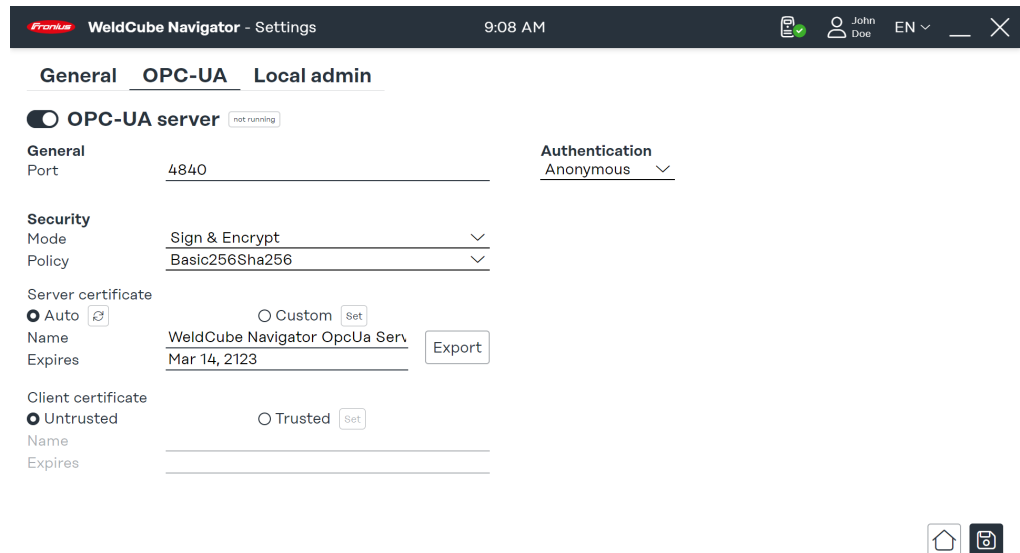 Fronius WeldCube Navigator - Settings 9:08 AM John Doe EN
General OPC-UA Local admin
OPC-UA server not running
General Authentication
Port 4840 Anonymous
Security
Mode Sign & Encrypt
Policy Basic256Sha256
Server certificate
Auto Custom Set
Name WeldCube Navigator OpcUa Serv
Export
Expires Mar 14, 2123
Client certificate
Untrusted Trusted Set
Name
Expires